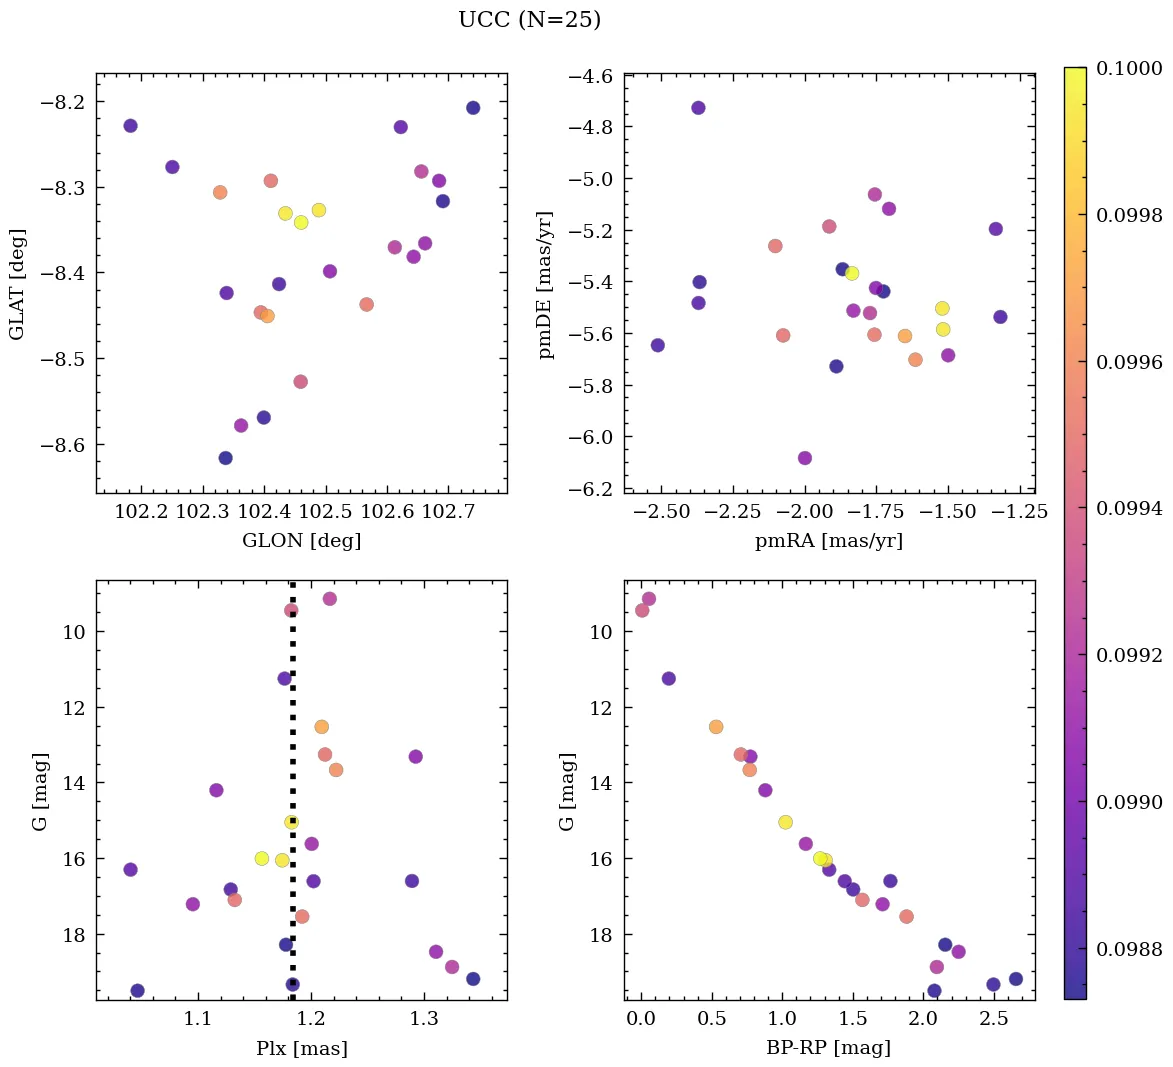 UCC (N=25)
−8.2
−8.3
−8.4
−8.5
−8.6
GLAT [deg]
102.2 102.3 102.4 102.5 102.6 102.7
GLON [deg]
−4.6
−4.8
−5.0
−5.2
−5.4
−5.6
−5.8
−6.0
−6.2
pmDE [mas/yr]
−2.50 −2.25 −2.00 −1.75 −1.50 −1.25
pmRA [mas/yr]
10
12
14
16
18
G [mag]
1.1 1.2 1.3
Plx [mas]
10
12
14
16
18
G [mag]
0.0 0.5 1.0 1.5 2.0 2.5
BP-RP [mag]
0.1000
0.0998
0.0996
0.0994
0.0992
0.0990
0.0988